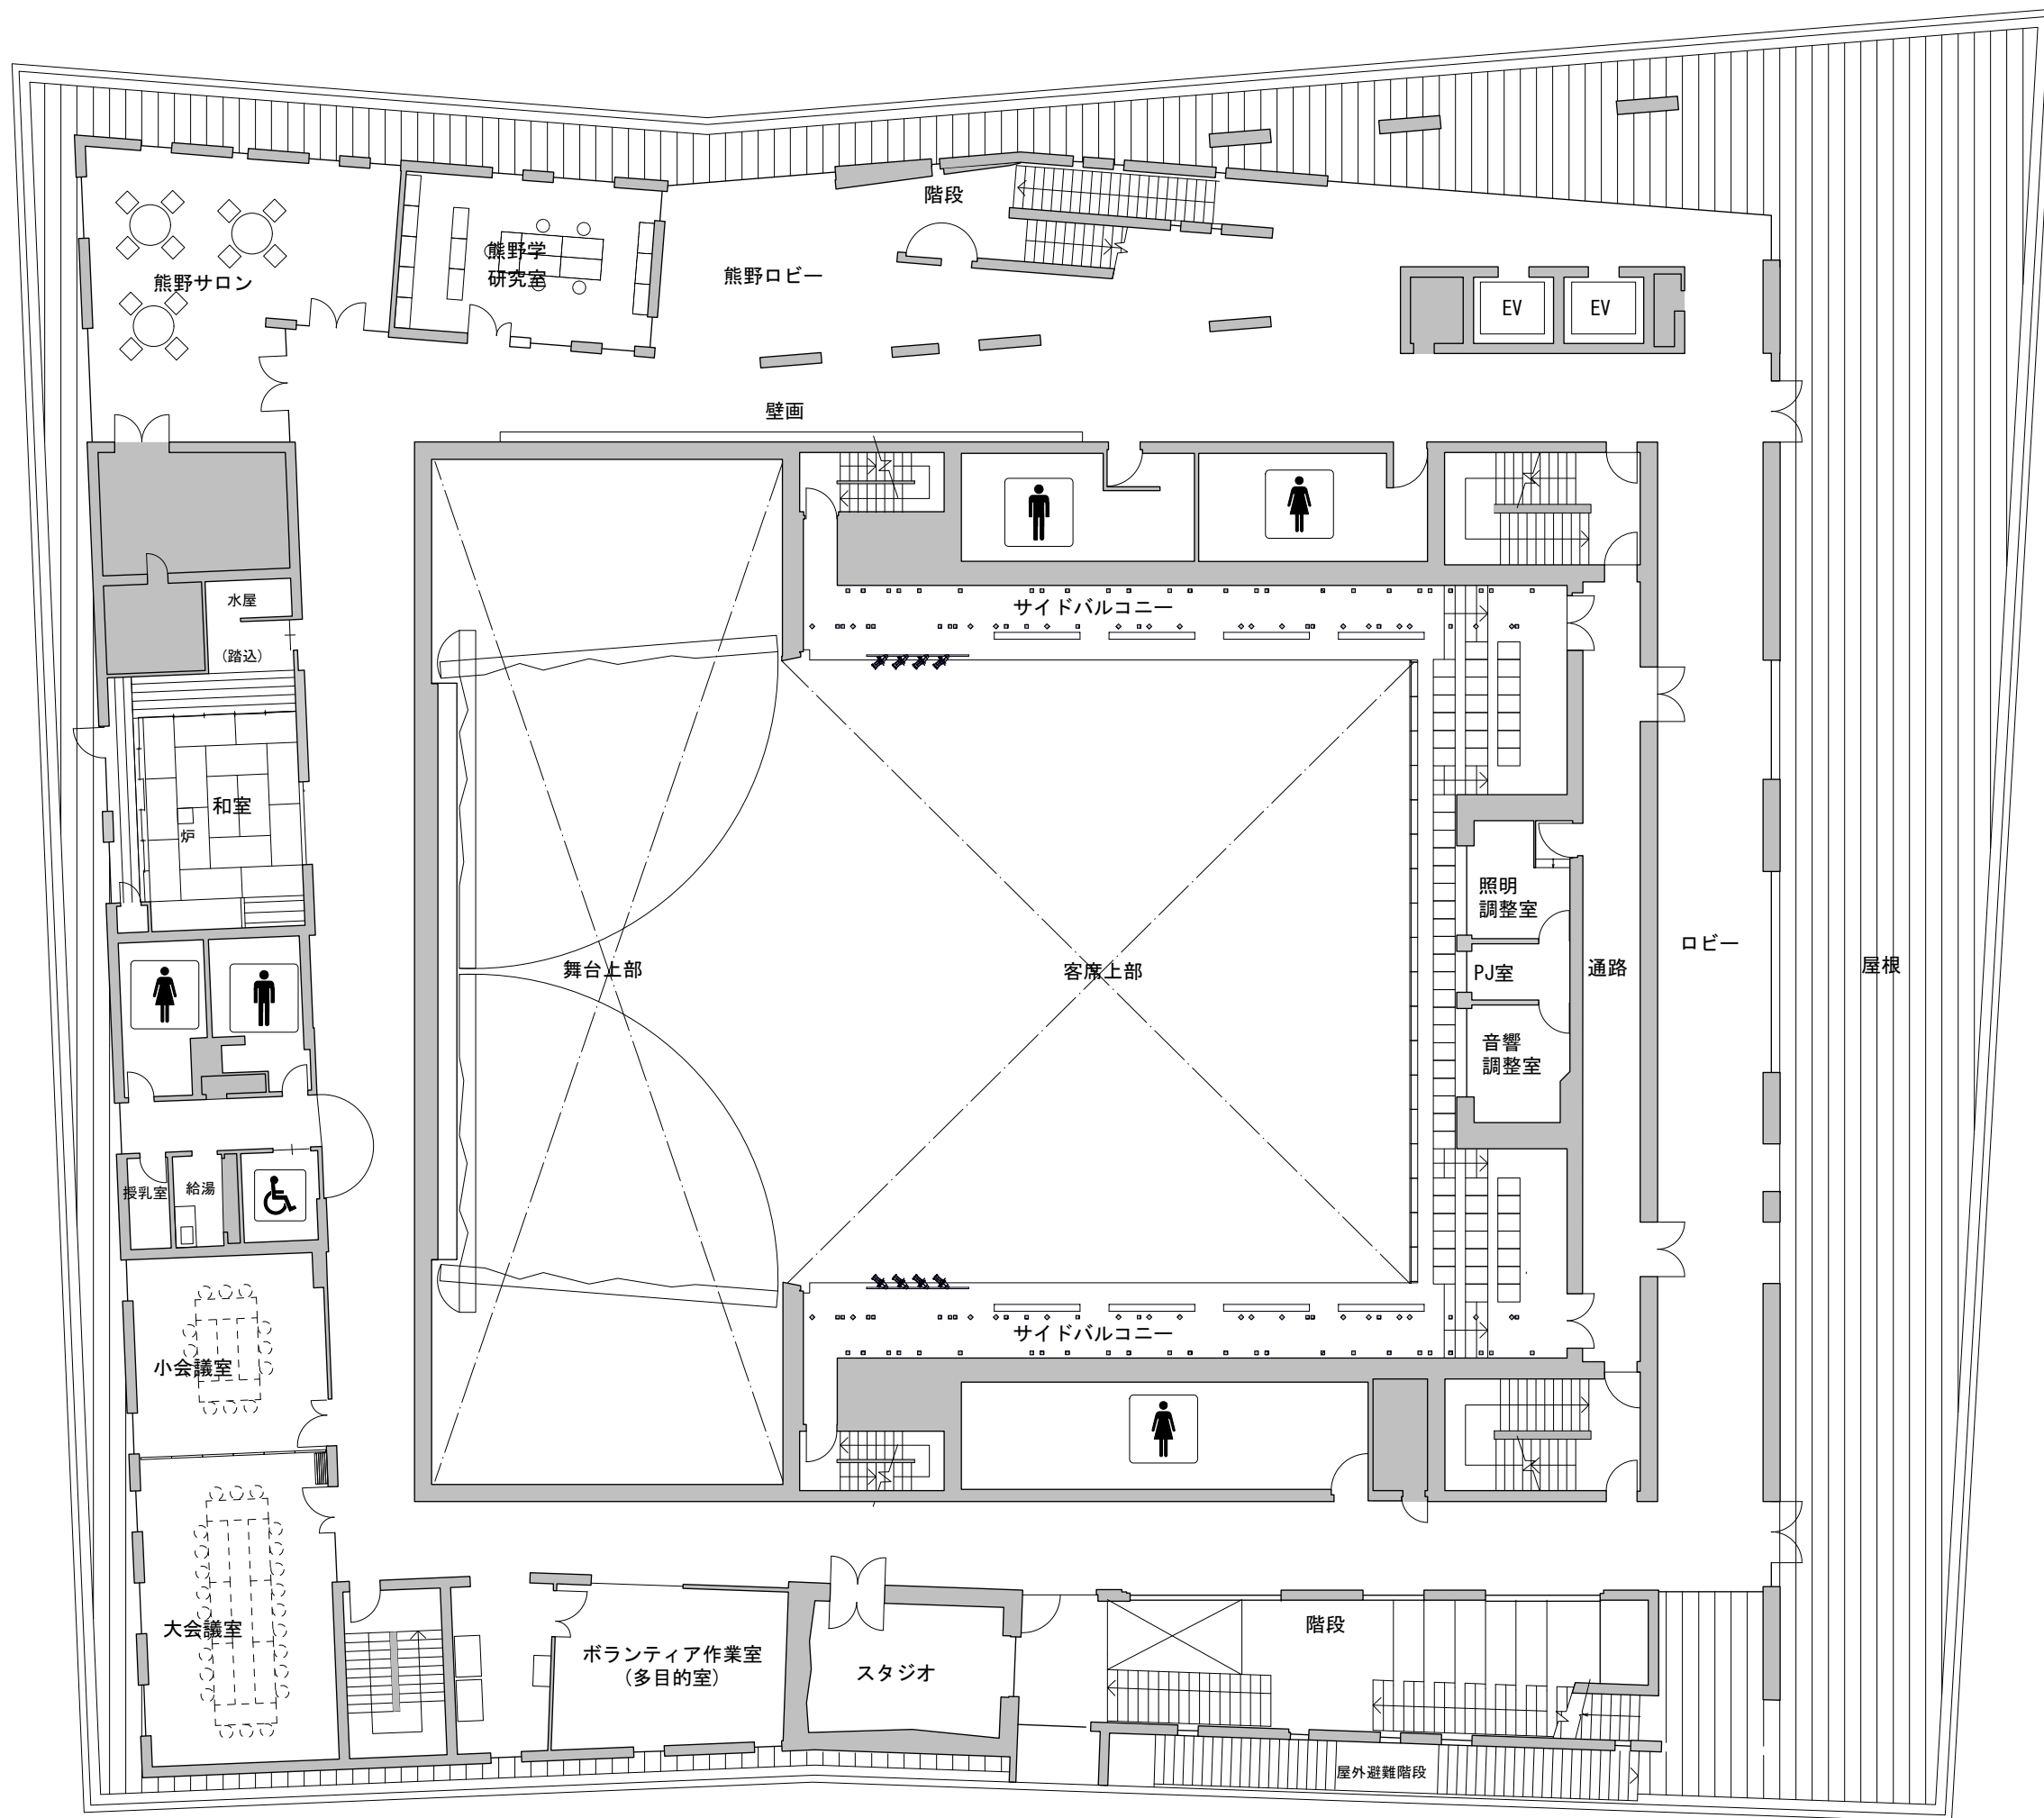 階段
熊野学
研究室
熊野サロン
熊野ロビー
EV
EV
壁画
水屋
サイドバルコニー
（踏込）
和室
炉
照明
調整室
ロビー
舞台上部
客席上部
PJ室
通路
屋根
音響
調整室
授乳室
給湯
サイドバルコニー
小会議室
大会議室
階段
ボランティア作業室
（多目的室）
スタジオ
屋外避難階段